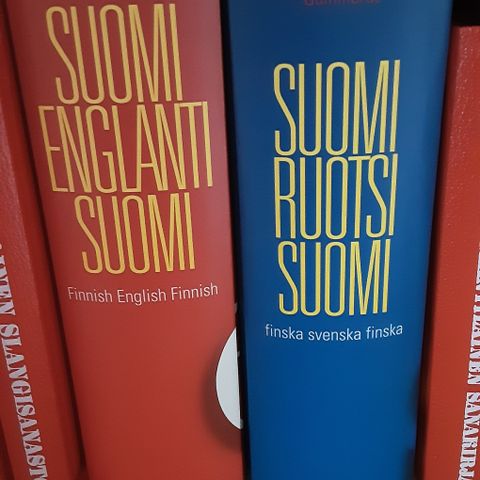 SUOMI
ENGLANTI
SUOMI
Finnish English Finnish
SUOMI
RUOTSI
SUOMI
finska svenska finska